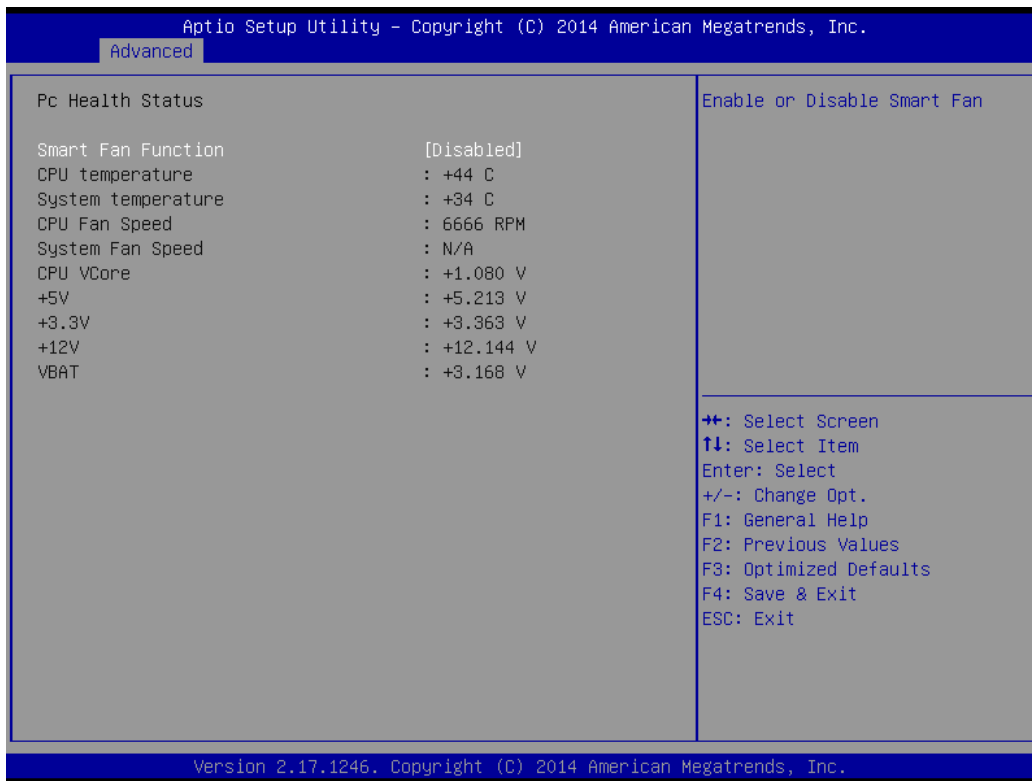 Aptio Setup Utility – Copyright (C) 2014 American Megatrends, Inc.
Advanced
Pc Health Status
Smart Fan Function [Disabled]
CPU temperature : +44 C
System temperature : +34 C
CPU Fan Speed : 6666 RPM
System Fan Speed : N/A
CPU VCore : +1.080 V
+5V : +5.213 V
+3.3V : +3.363 V
+12V : +12.144 V
VBAT : +3.168 V
Enable or Disable Smart Fan
→←: Select Screen
↑↓: Select Item
Enter: Select
+/-: Change Opt.
F1: General Help
F2: Previous Values
F3: Optimized Defaults
F4: Save & Exit
ESC: Exit
Version 2.17.1246. Copyright (C) 2014 American Megatrends, Inc.